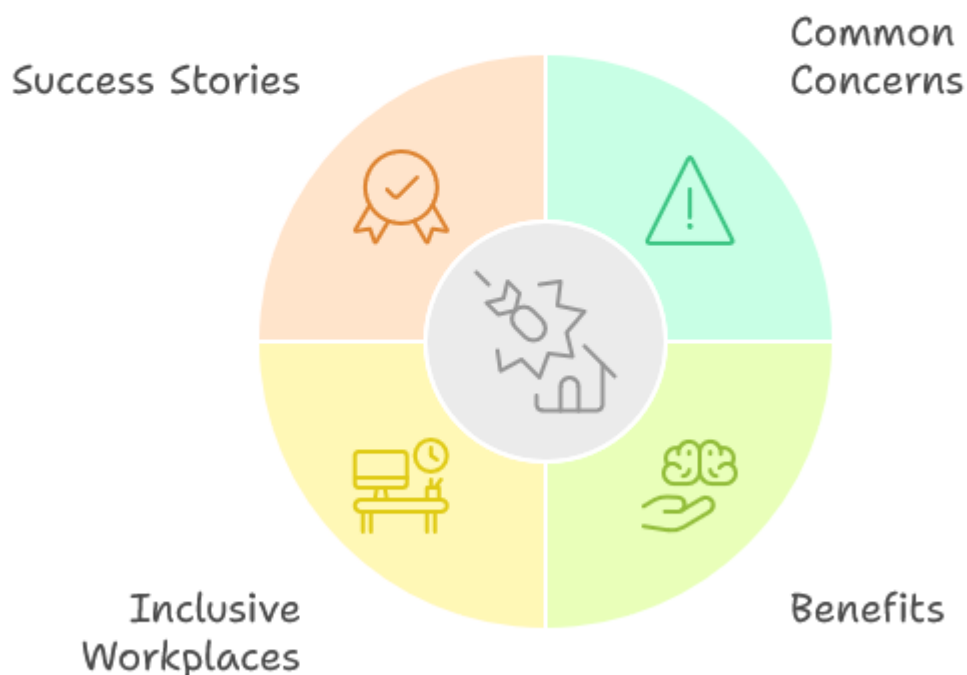 Success Stories
Common
Concerns
Inclusive
Workplaces
Benefits